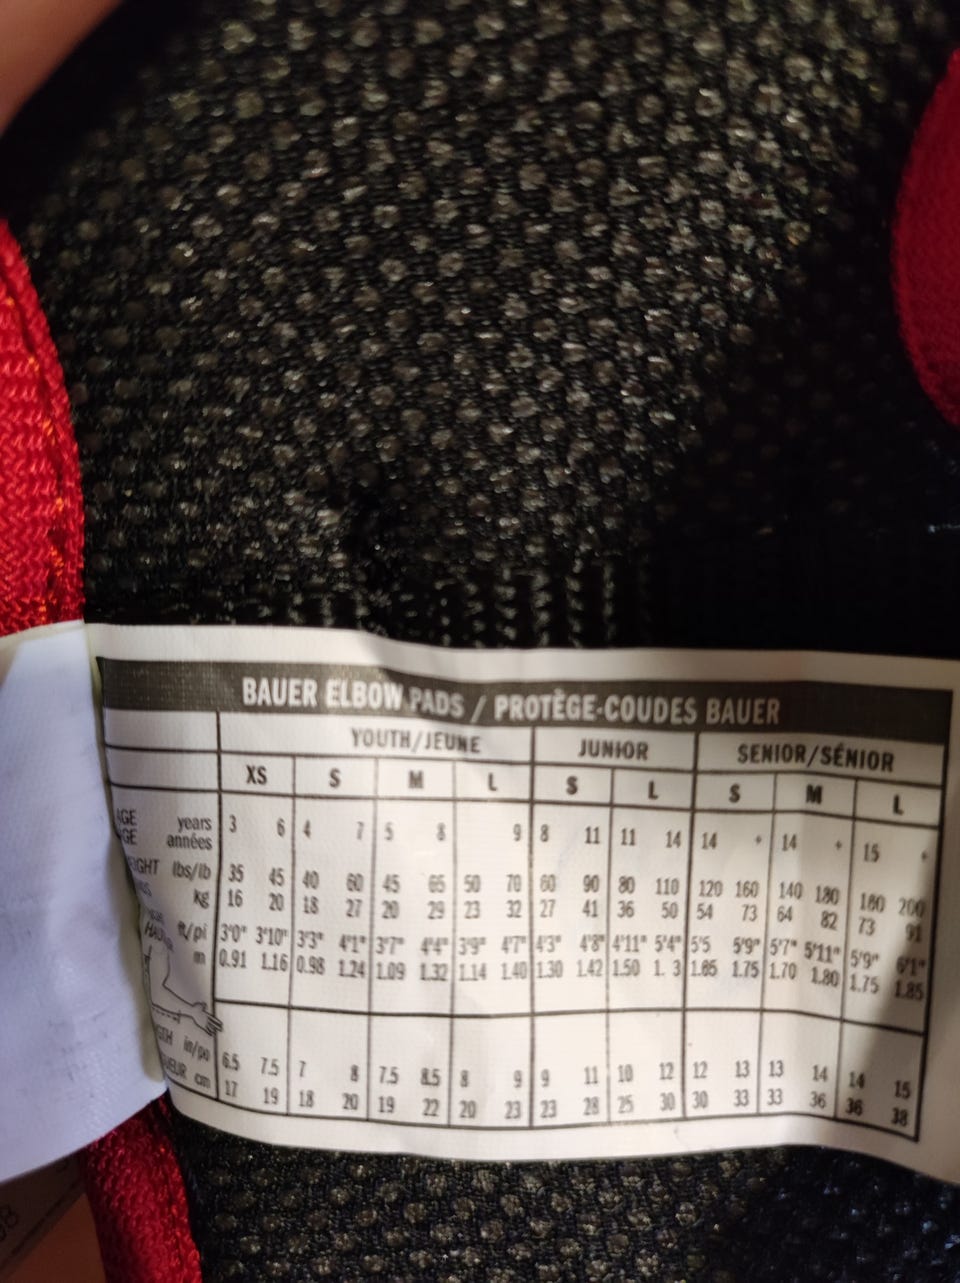 BAUER ELBOW PADS / PROTÈGE-COUDES BAUER
YOUTH/JEUNE JUNIOR SENIOR/SÉNIOR
XS S M L S L S M L
AGE years 3 6 4 7 5 8 9 8 11 11 14 14 + 14 + 15 +
GE années
EIGHT lbs/lb 35 45 40 60 45 65 50 70 60 90 80 110 120 160 140 180 160 200
kg 16 20 18 27 20 29 23 32 27 41 36 50 54 73 64 82 73 91
ft/pi 3'0" 3'10" 3'3" 4'1" 3'7" 4'4" 3'9" 4'7" 4'3" 4'8" 4'11" 5'4" 5'5 5'9" 5'7" 5'11" 5'9" 6'1"
m 0.91 1.16 0.98 1.24 1.09 1.32 1.14 1.40 1.30 1.42 1.50 1. 3 1.65 1.75 1.70 1.80 1.75 1.85
GTH in/po 6.5 7.5 7 8 7.5 8.5 8 9 9 11 10 12 12 13 13 14 14 15
UEUR cm 17 19 18 20 19 22 20 23 23 28 25 30 30 33 33 36 36 38